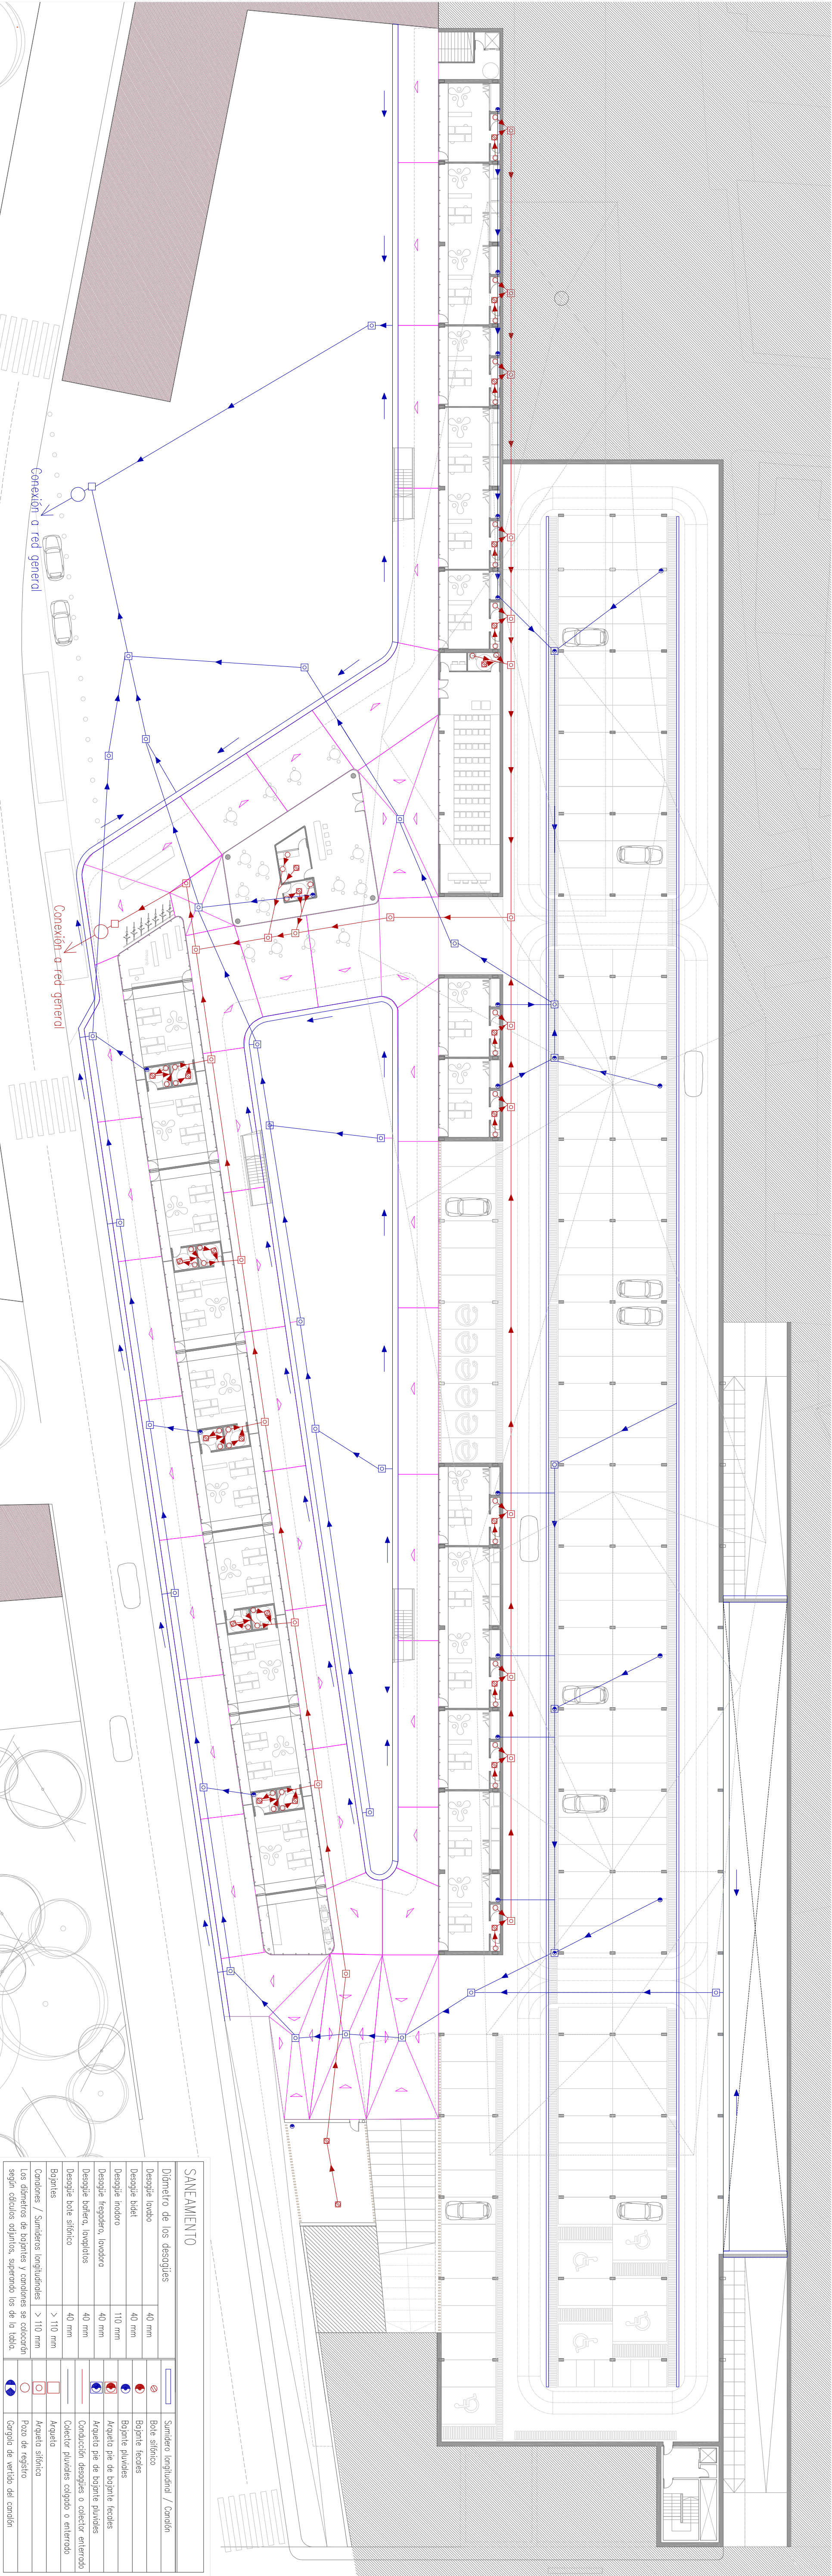 Conexión a red general
Conexión a red general
SANEAMIENTO
Diámetro de los desagües
Desagüe lavabo 40 mm
Desagüe bidet 40 mm
Desagüe inodoro 110 mm
Desagüe fregadero, lavadora 40 mm
Desagüe bañera, lavaplatos 40 mm
Desagüe bote sifónico 40 mm
Bajantes > 110 mm
Canalones / Sumideros longitudinales > 110 mm
Los diámetros de bajantes y canalones se colocarán
según cálculos adjuntos, superando los de la tabla.
Sumidero longitudinal / Canalón
Bote sifónico
Bajante fecales
Bajante pluviales
Arqueta pie de bajante fecales
Arqueta pie de bajante pluviales
Conducción desagües o colector enterrado
Colector pluviales colgado o enterrado
Arqueta
Arqueta sifónica
Pozo de registro
Gargola de vertido del canalón